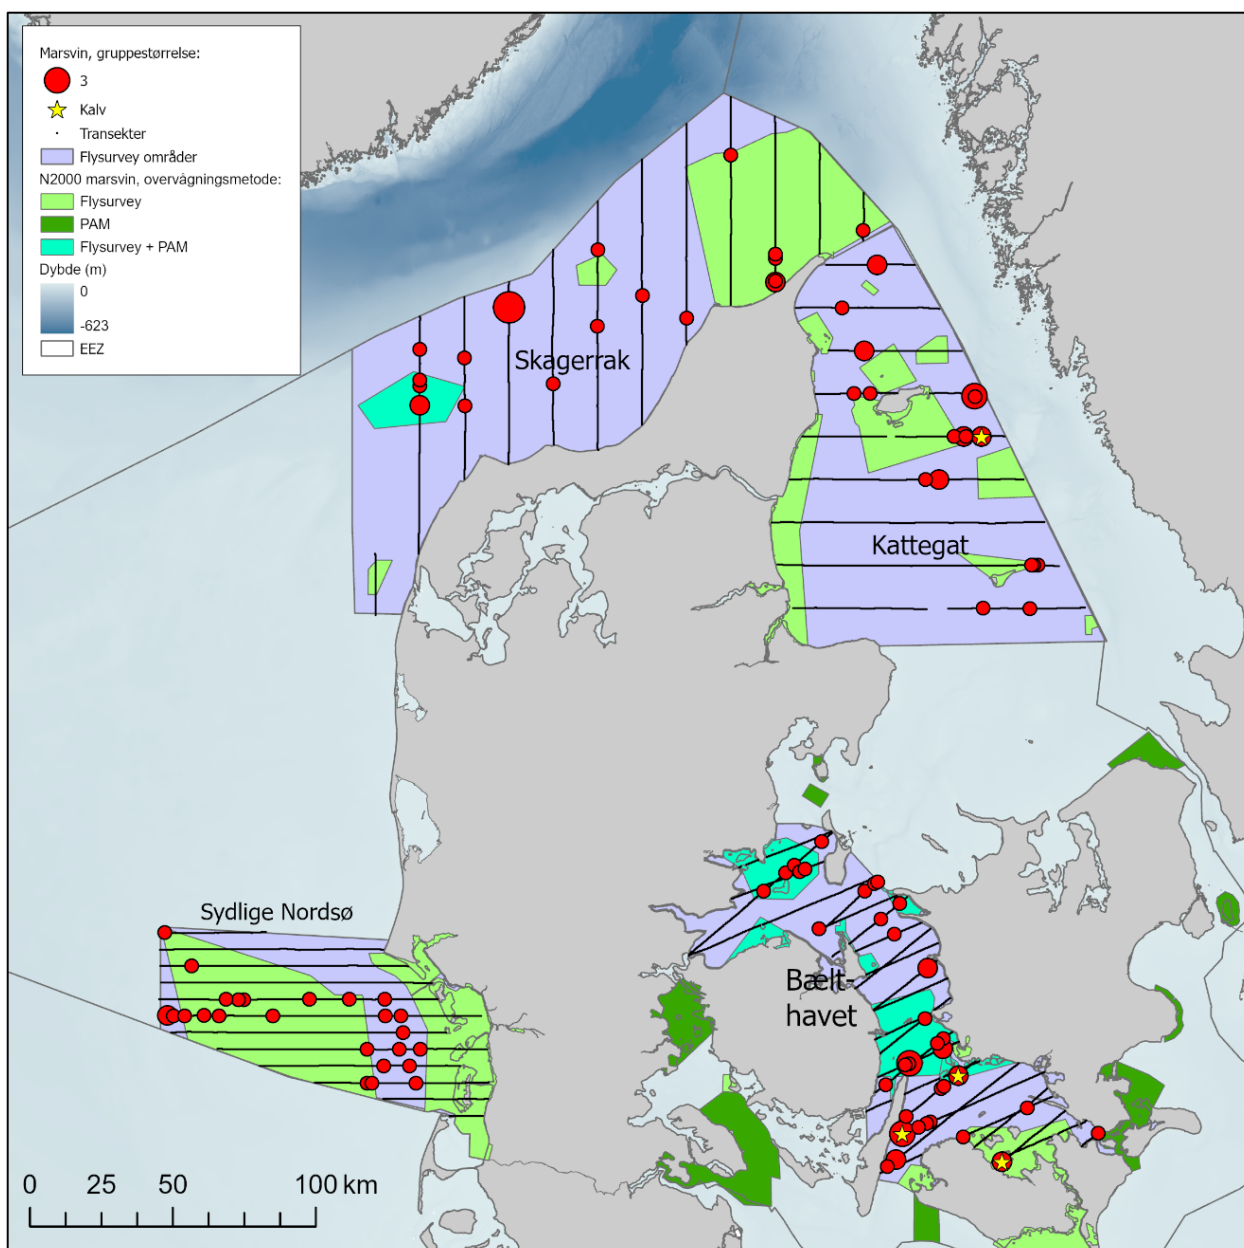 Marsvin, gruppestørrelse:
3
Kalv
Transekter
Flysurvey områder
N2000 marsvin, overvågningsmetode:
Flysurvey
PAM
Flysurvey + PAM
Dybde (m)
0
-623
EEZ
Skagerrak
Kattegat
Sydlige Nordsø
Bælt-
havet
0 25 50 100 km